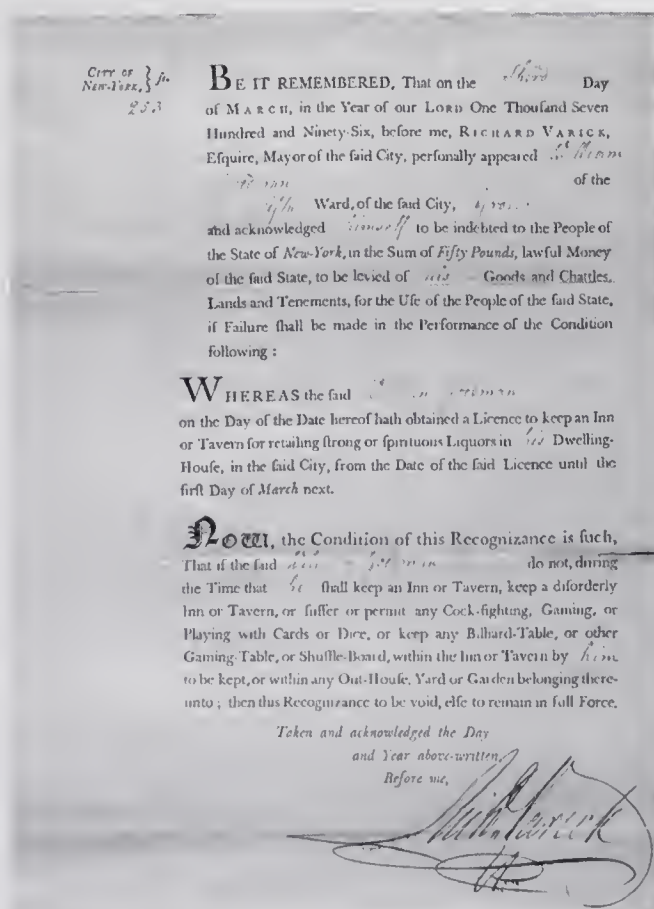 CITY OF } ſs.
NEW-YORK, }
253
BE IT REMEMBERED, That on the Third Day
of MARCH, in the Year of our LORD One Thouſand Seven
Hundred and Ninety-Six, before me, RICHARD VARICK,
Eſquire, Mayor of the ſaid City, perſonally appeared
of the
Ward, of the ſaid City,
and acknowledged himself to be indebted to the People of
the State of New-York, in the Sum of Fifty Pounds, lawful Money
of the ſaid State, to be levied of his Goods and Chattles,
Lands and Tenements, for the Uſe of the People of the ſaid State,
if Failure ſhall be made in the Performance of the Condition
following :
WHEREAS the ſaid
on the Day of the Date hereof hath obtained a Licence to keep an Inn
or Tavern for retailing ſtrong or ſpirituous Liquors in his Dwelling-
Houſe, in the ſaid City, from the Date of the ſaid Licence until the
firſt Day of March next.
NOW, the Condition of this Recognizance is ſuch,
That if the ſaid do not, during
the Time that he ſhall keep an Inn or Tavern, keep a diſorderly
Inn or Tavern, or ſuffer or permit any Cock-fighting, Gaming, or
Playing with Cards or Dice, or keep any Billiard-Table, or other
Gaming-Table, or Shuffle-Board, within the Inn or Tavern by him
to be kept, or within any Out-Houſe, Yard or Garden belonging there-
unto ; then this Recognizance to be void, elſe to remain in full Force.
Taken and acknowledged the Day
and Year above-written,
Before me,
Richd Varick